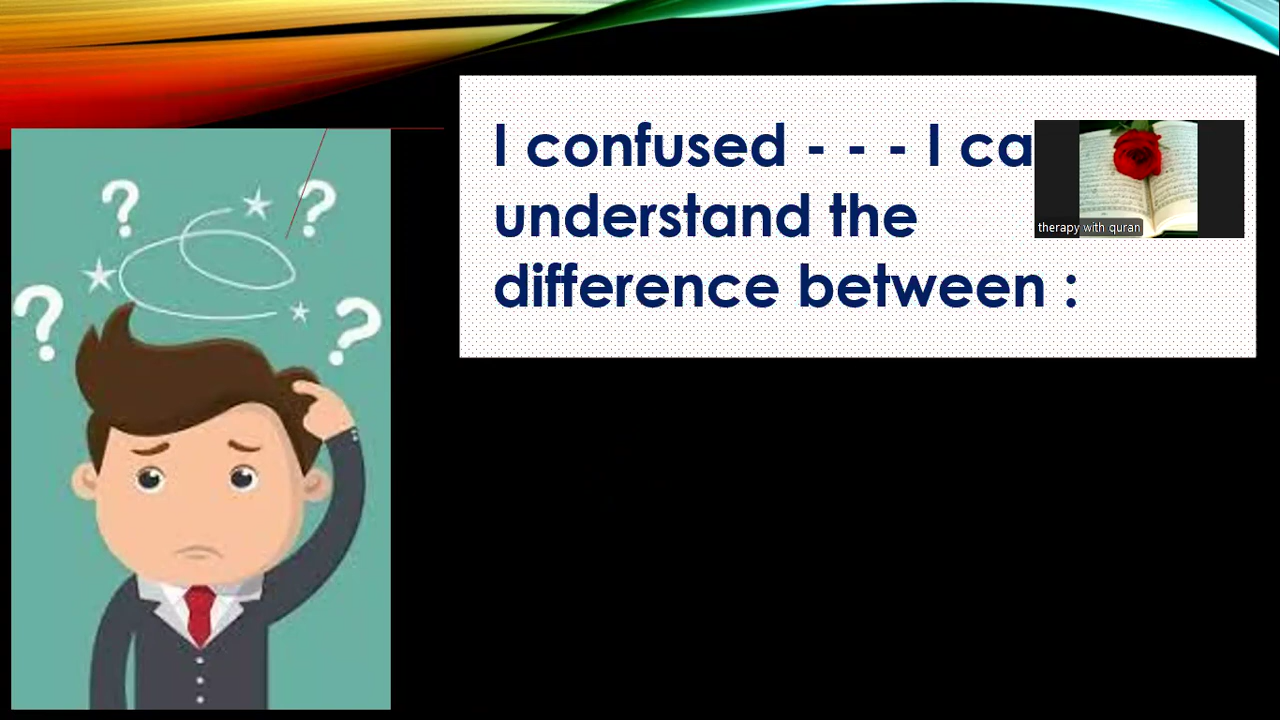 I confused - - - I ca
understand the
difference between :
therapy with quran